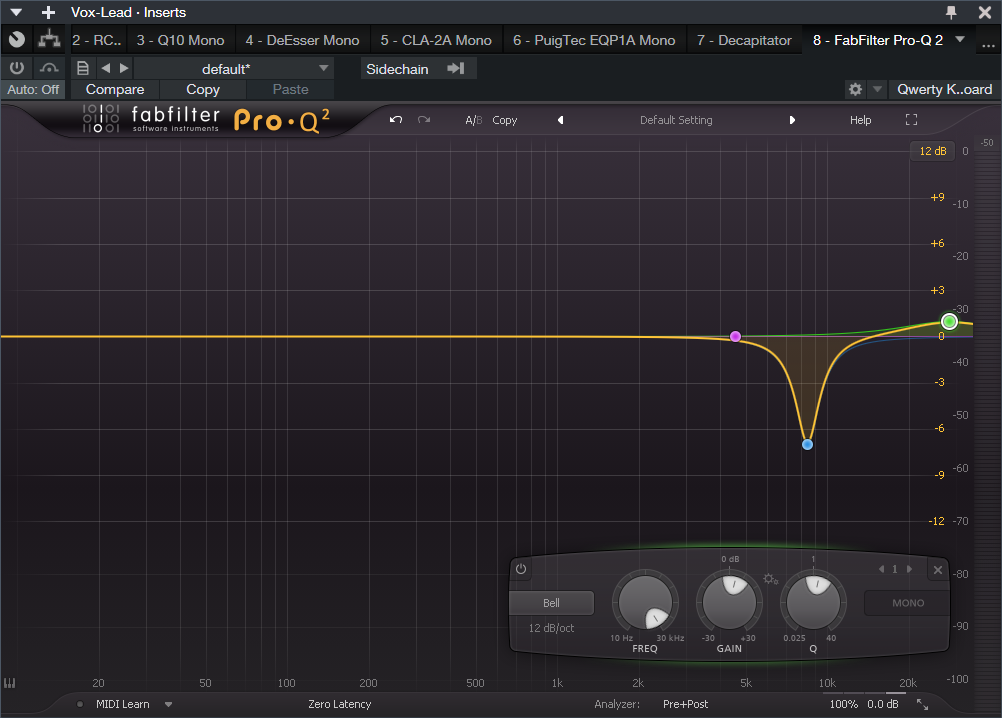 Vox-Lead · Inserts
2 - RC.. 3 - Q10 Mono 4 - DeEsser Mono 5 - CLA-2A Mono 6 - PuigTec EQP1A Mono 7 - Decapitator 8 - FabFilter Pro-Q 2 ...
default* Sidechain
Auto: Off Compare Copy Paste Qwerty K..oard
fabfilter Pro·Q²
software instruments
A/B Copy Default Setting Help
12 dB 0 -50
+9 -10
+6 -20
+3 -30
0 -40
-3
-6 -50
-9 -60
-12 -70
0 dB 1
1 -80
Bell MONO
12 dB/oct -90
10 Hz 30 kHz -30 +30 0.025 40
FREQ GAIN Q
20 50 100 200 500 1k 2k 5k 10k 20k -100
MIDI Learn Zero Latency Analyzer: Pre+Post 100% 0.0 dB